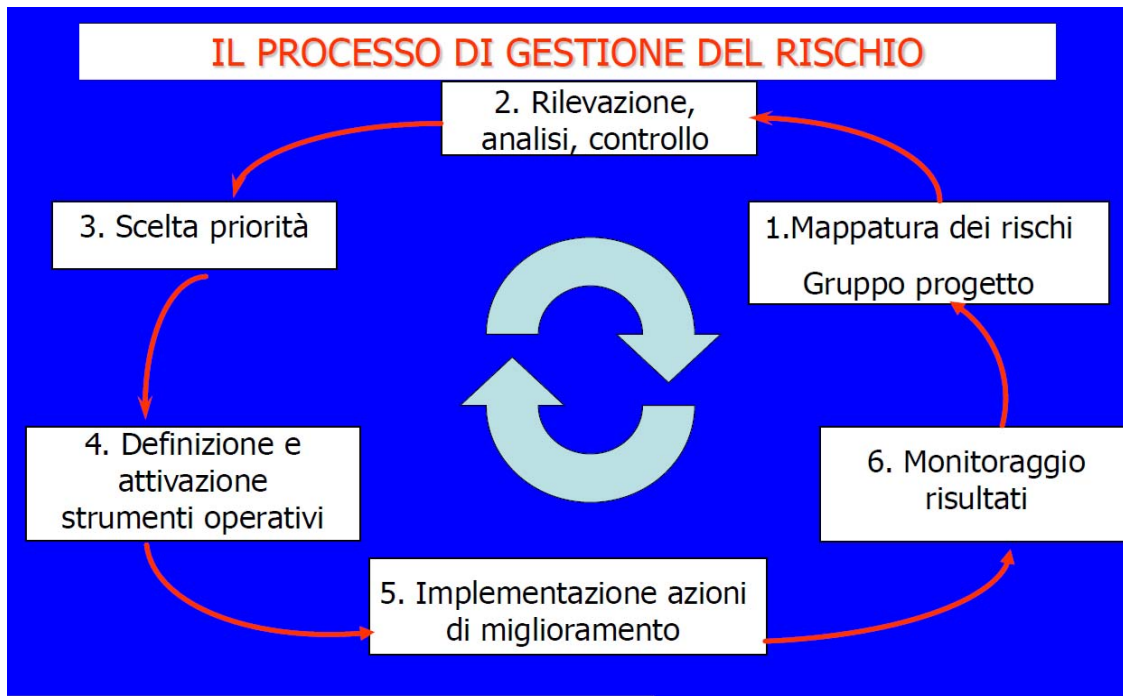 IL PROCESSO DI GESTIONE DEL RISCHIO
2. Rilevazione,
analisi, controllo
3. Scelta priorità
1.Mappatura dei rischi
Gruppo progetto
4. Definizione e
attivazione
strumenti operativi
6. Monitoraggio
risultati
5. Implementazione azioni
di miglioramento